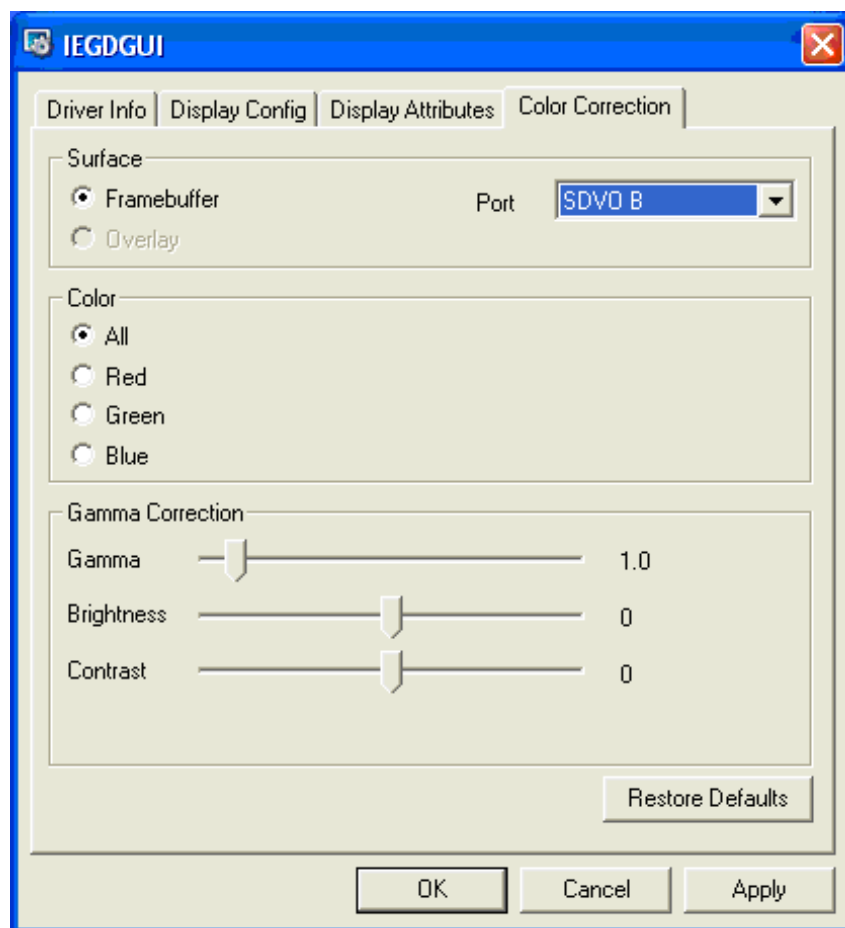 IEGDGUI
Driver Info Display Config Display Attributes Color Correction
Surface
Framebuffer Port SDVO B
Overlay
Color
All
Red
Green
Blue
Gamma Correction
Gamma 1.0
Brightness 0
Contrast 0
Restore Defaults
OK Cancel Apply